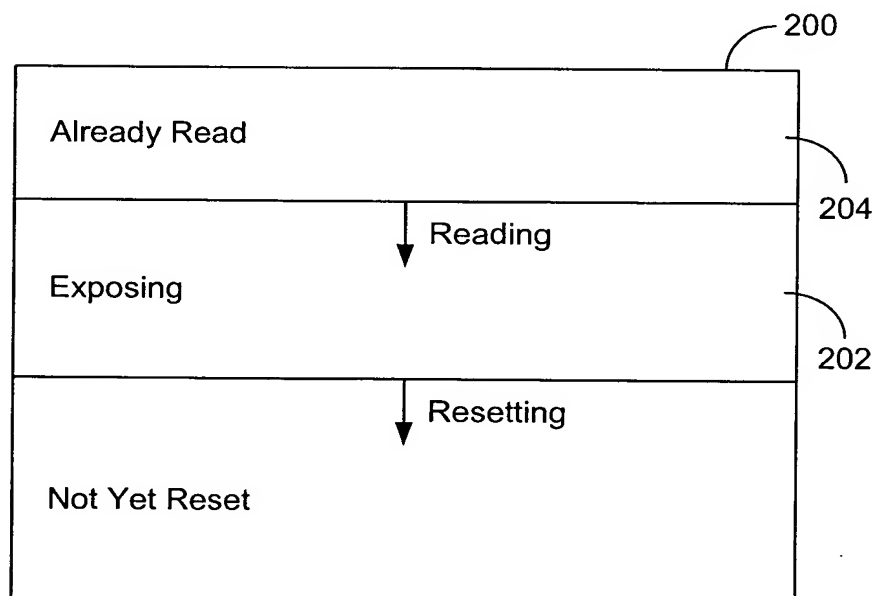 200
Already Read
204
Reading
Exposing
202
Resetting
Not Yet Reset